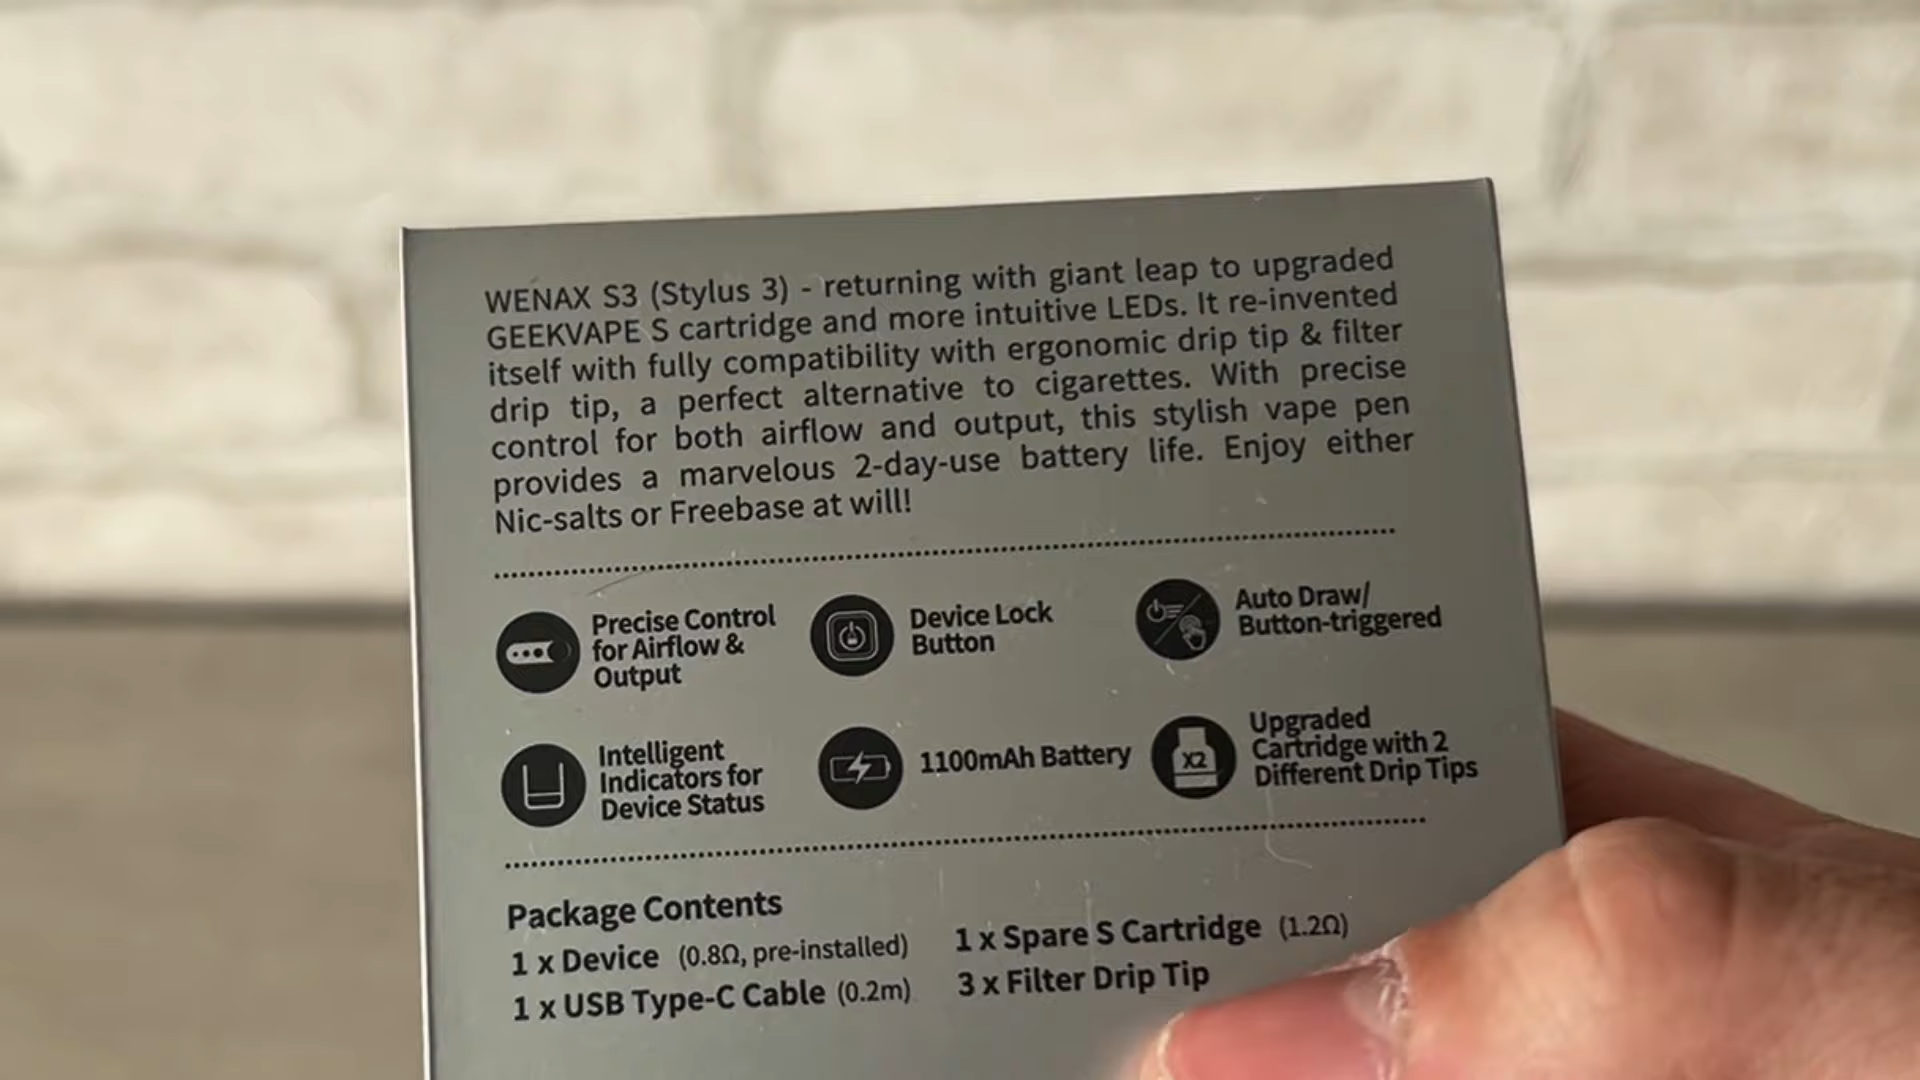 WENAX S3 (Stylus 3) - returning with giant leap to upgraded
GEEKVAPE S cartridge and more intuitive LEDs. It re-invented
itself with fully compatibility with ergonomic drip tip & filter
drip tip, a perfect alternative to cigarettes. With precise
control for both airflow and output, this stylish vape pen
provides a marvelous 2-day-use battery life. Enjoy either
Nic-salts or Freebase at will!
Precise Control
for Airflow &
Output
Device Lock
Button
Auto Draw/
Button-triggered
Intelligent
Indicators for
Device Status
1100mAh Battery
X2
Upgraded
Cartridge with 2
Different Drip Tips
Package Contents
1 x Device (0.8Ω, pre-installed)
1 x USB Type-C Cable (0.2m)
1 x Spare S Cartridge (1.2Ω)
3 x Filter Drip Tip